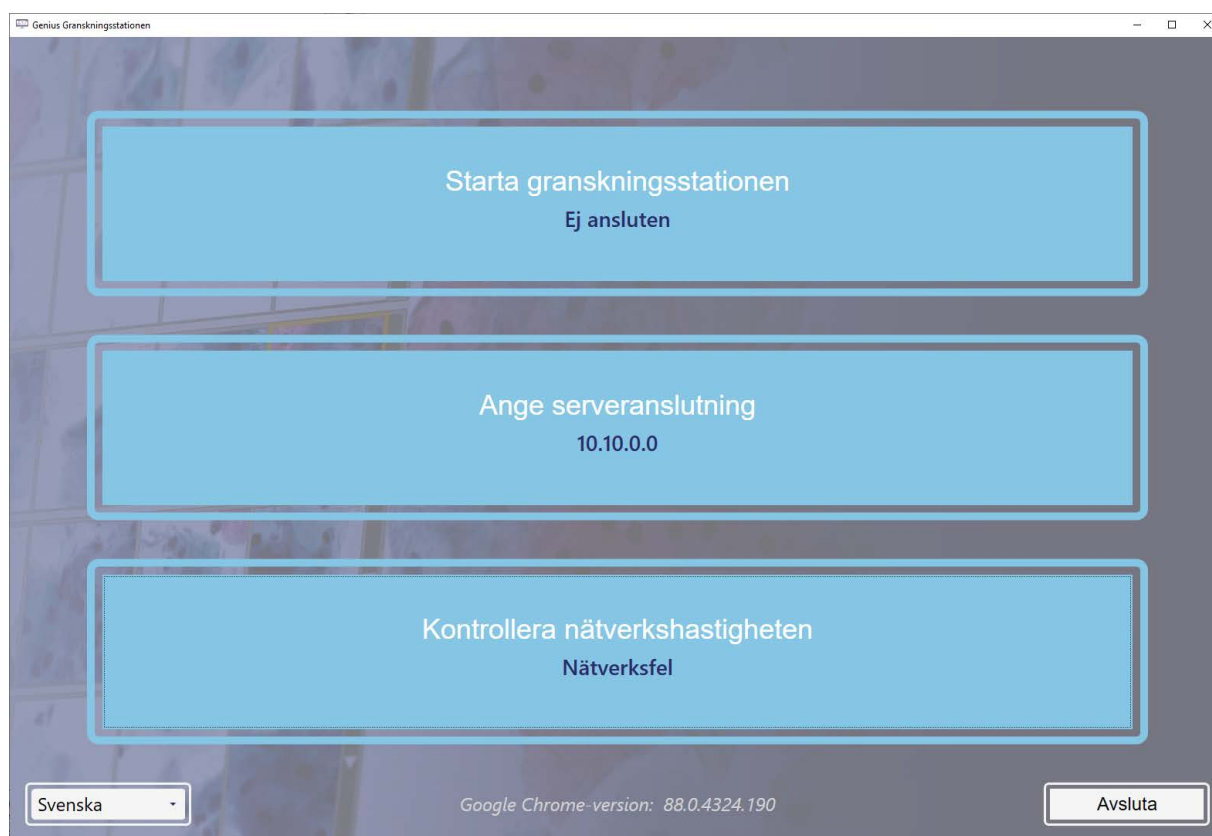 Genius Granskningsstationen
Starta granskningsstationen
Ej ansluten
Ange serveranslutning
10.10.0.0
Kontrollera nätverkshastigheten
Nätverksfel
Svenska
Google Chrome-version: 88.0.4324.190
Avsluta